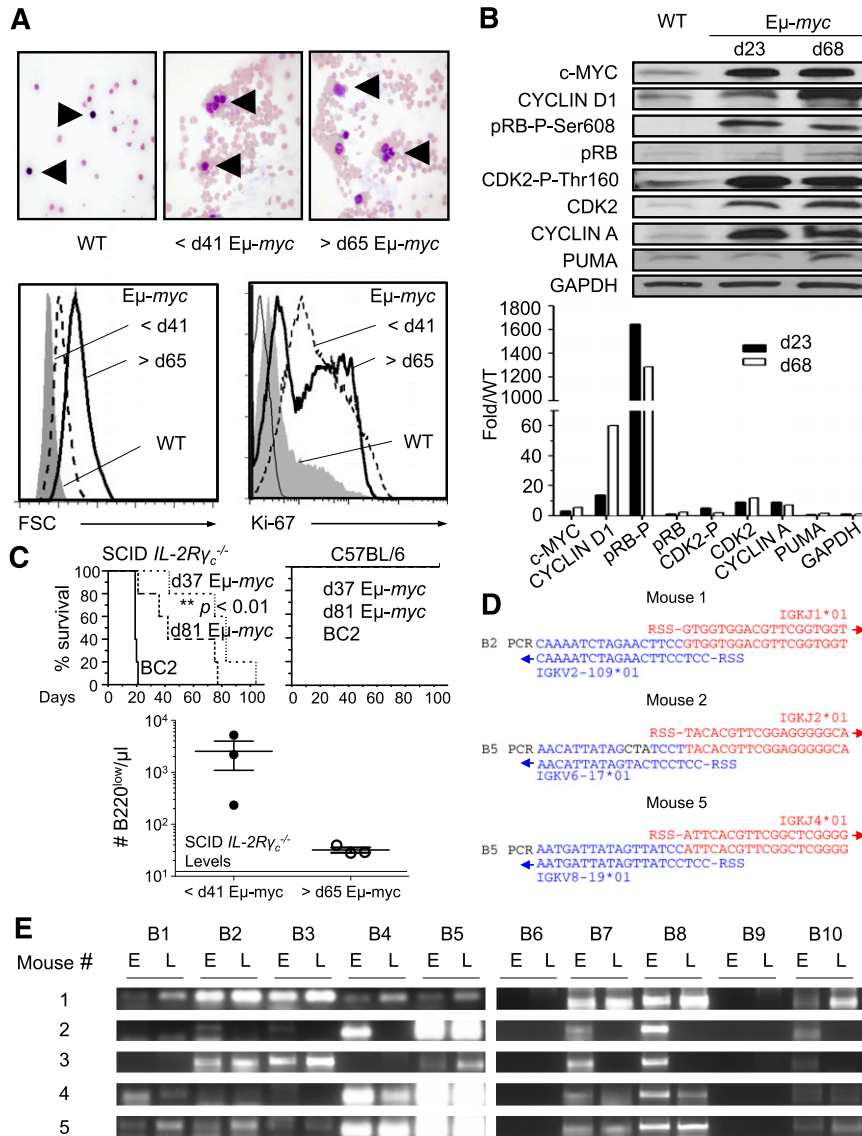 A
WT
< d41 Eμ-myc
> d65 Eμ-myc
Eμ-myc
< d41
> d65
WT
FSC
Eμ-myc
< d41
> d65
WT
Ki-67
B
WT
Eμ-myc
d23
d68
c-MYC
CYCLIN D1
pRB-P-Ser608
pRB
CDK2-P-Thr160
CDK2
CYCLIN A
PUMA
GAPDH
Fold/WT
1800
1600
1400
1200
1000
20
15
10
5
0
d23
d68
c-MYC
CYCLIN D1
pRB-P
pRB
CDK2-P
CDK2
CYCLIN A
PUMA
GAPDH
C
SCID IL-2Rγc-/-
% survival
100
80
60
40
20
0
d37 Eμ-myc
** p < 0.01
d81 Eμ-myc
BC2
Days
0 20 40 60 80 100
C57BL/6
d37 Eμ-myc
d81 Eμ-myc
BC2
0 20 40 60 80 100
# B220low/μl
10⁴
10³
10²
10¹
SCID IL-2Rγc-/-
Levels
< d41 Eμ-myc
> d65 Eμ-myc
D
Mouse 1
IGKJ1*01
RSS-GTGGTGGACGTTCGGTGGT
B2 PCR CAAAATCTAGAACTTCCGTGGTGGACGTTCGGTGGT
CAAAATCTAGAACTTCCTCC-RSS
IGKV2-109*01
Mouse 2
IGKJ2*01
RSS-TACACGTTCGGAGGGGGCA
B5 PCR AACATTATAGCTATCCTTACACGTTCGGAGGGGGCA
AACATTATAGTACTCCTCC-RSS
IGKV6-17*01
Mouse 5
IGKJ4*01
RSS-ATTCACGTTCGGCTCGGGG
B5 PCR AATGATTATAGTTATCCATTCACGTTCGGCTCGGGG
AATGATTATAGTTATCCTCC-RSS
IGKV8-19*01
E
B1 B2 B3 B4 B5 B6 B7 B8 B9 B10
Mouse # E L E L E L E L E L E L E L E L E L E L
1
2
3
4
5